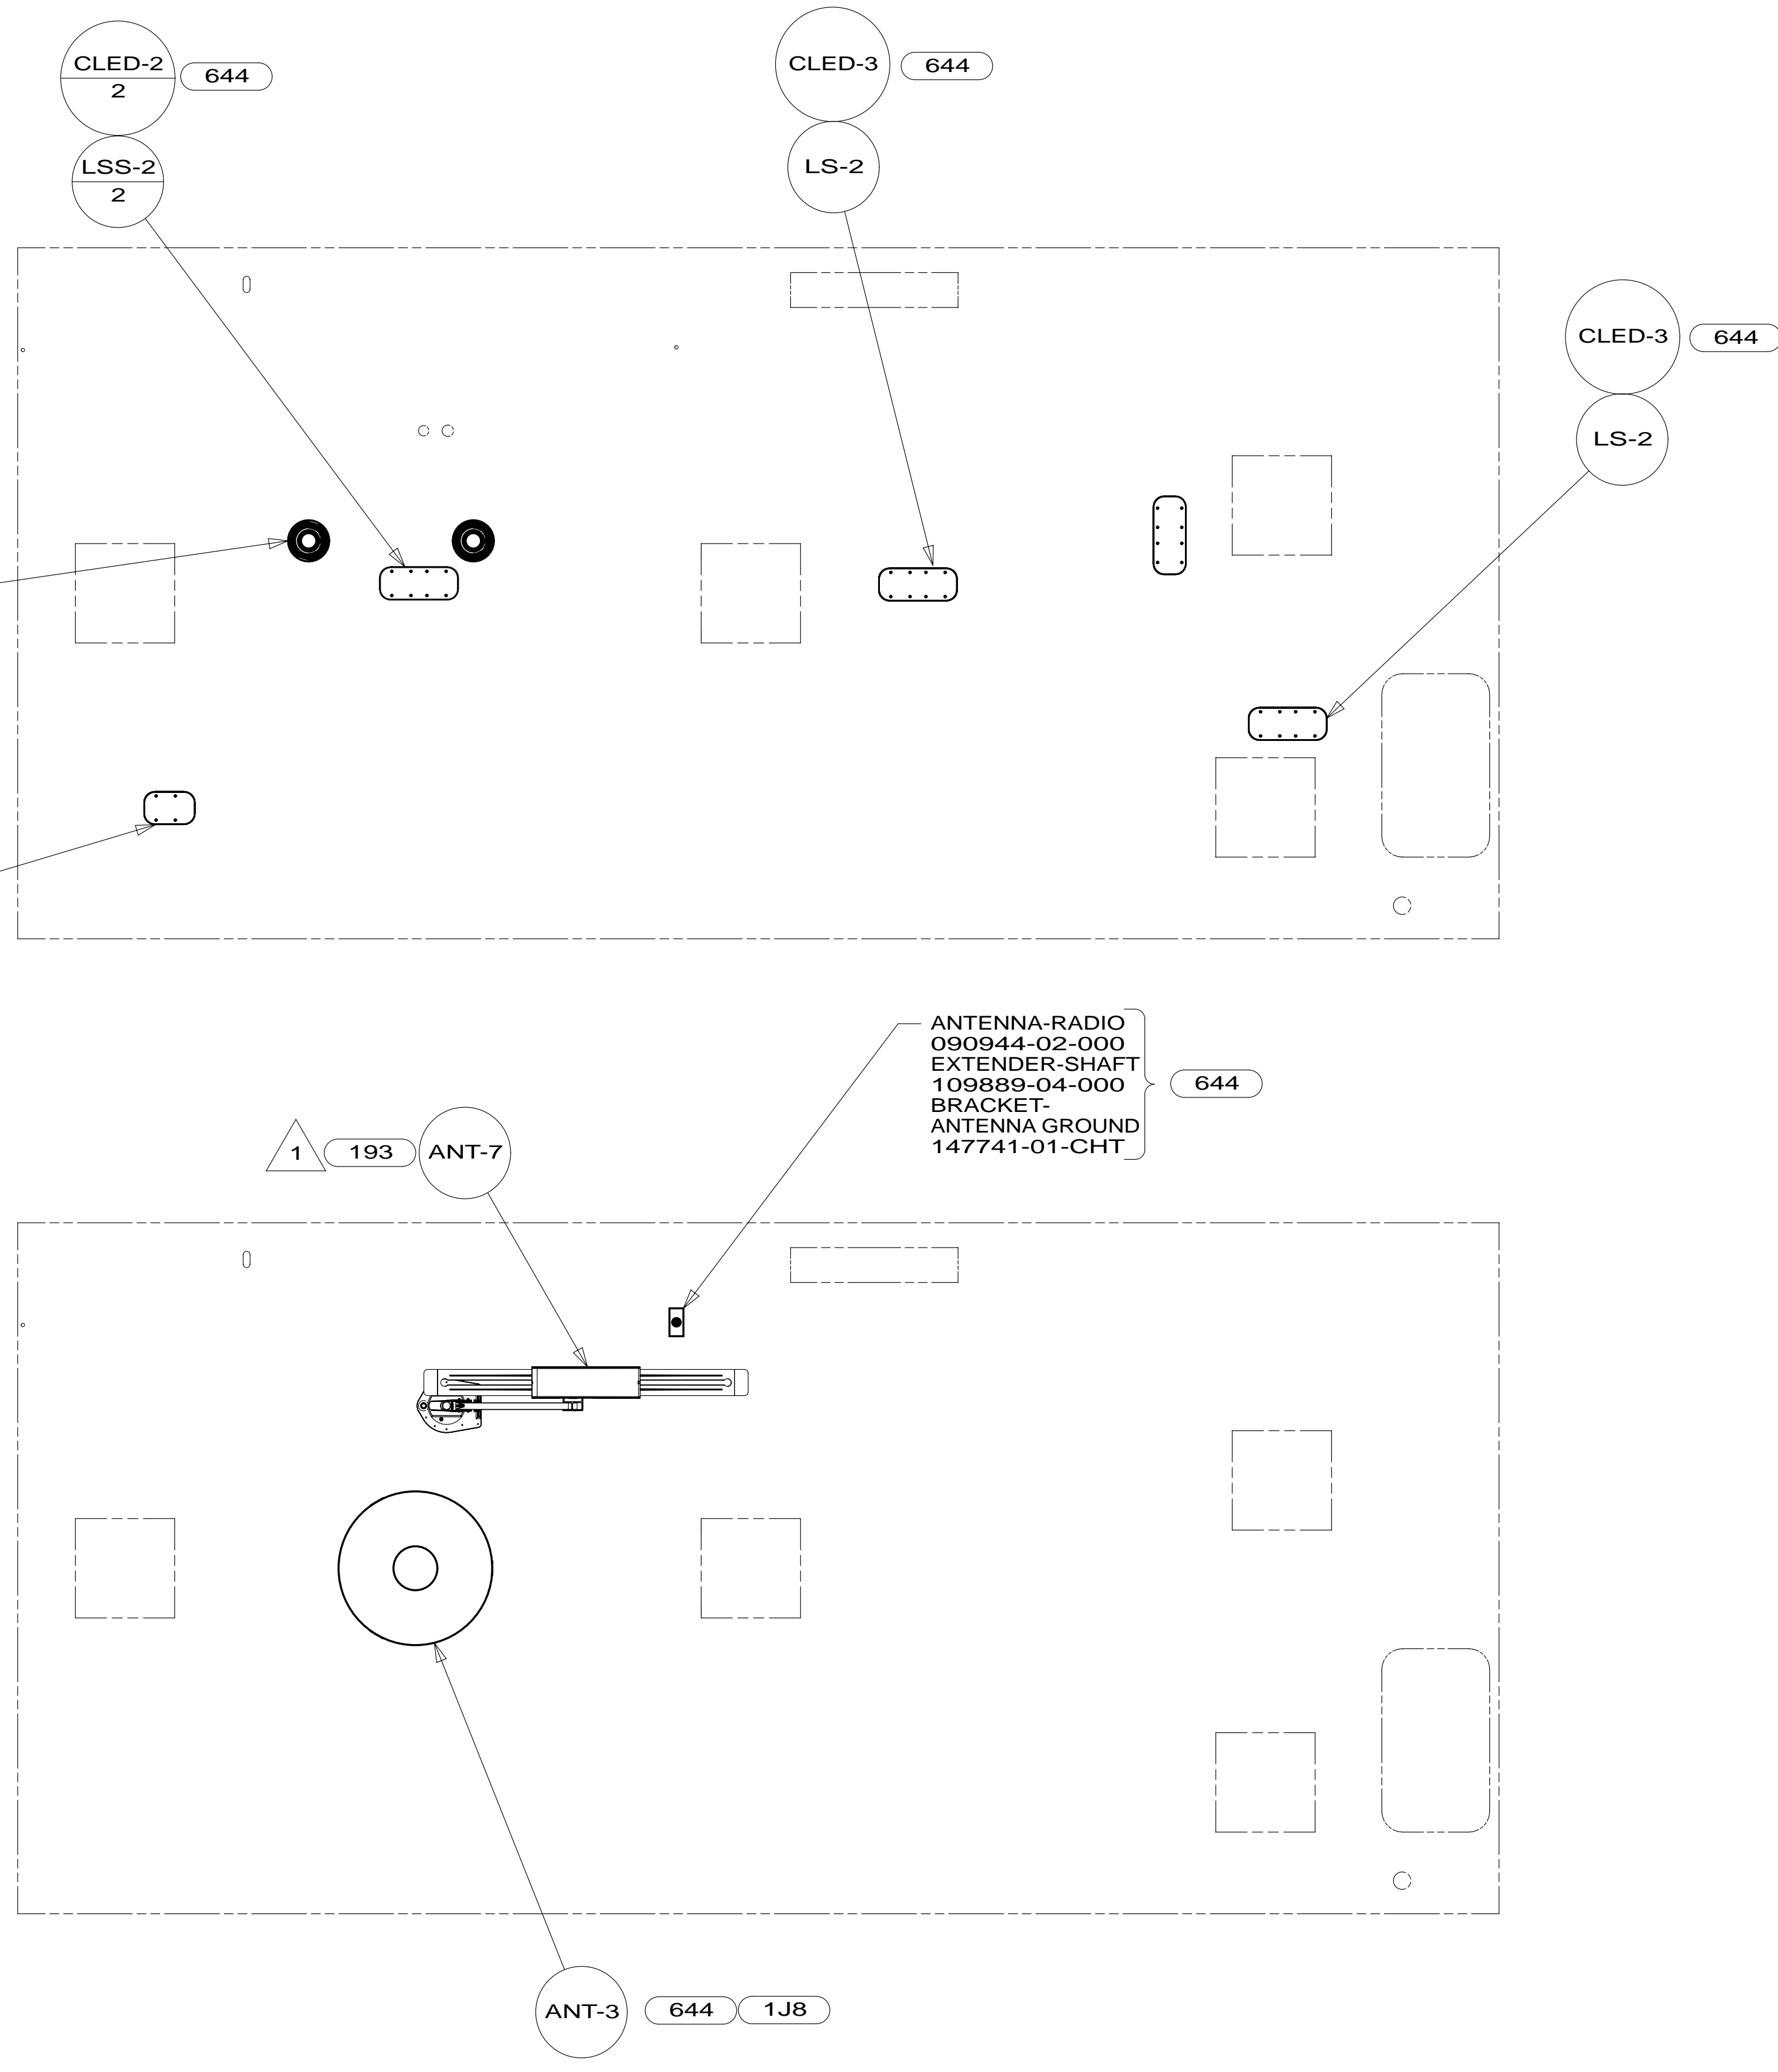 CLED-2
2
644
LSS-2
2
CLED-3
644
LS-2
CLED-3
644
LS-2
ANTENNA-RADIO
090944-02-000
EXTENDER-SHAFT
109889-04-000
BRACKET-
ANTENNA GROUND
147741-01-CHT
644
1
193
ANT-7
ANT-3
644
1J8